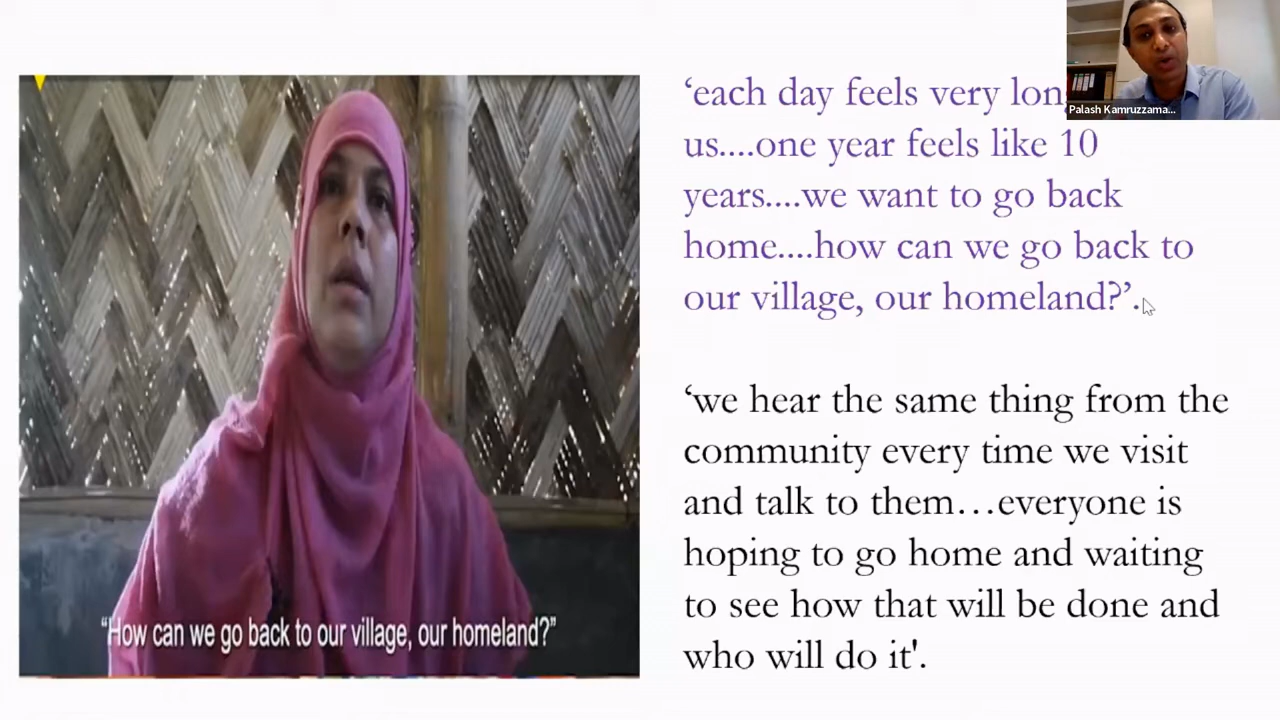 ‘each day feels very
us....one year feels like 10
years....we want to go back
home....how can we go back to
our village, our homeland?’.
‘we hear the same thing from the
community every time we visit
and talk to them…everyone is
hoping to go home and waiting
to see how that will be done and
who will do it'.
“How can we go back to our village, our homeland?”
Palash Kamruzzama...